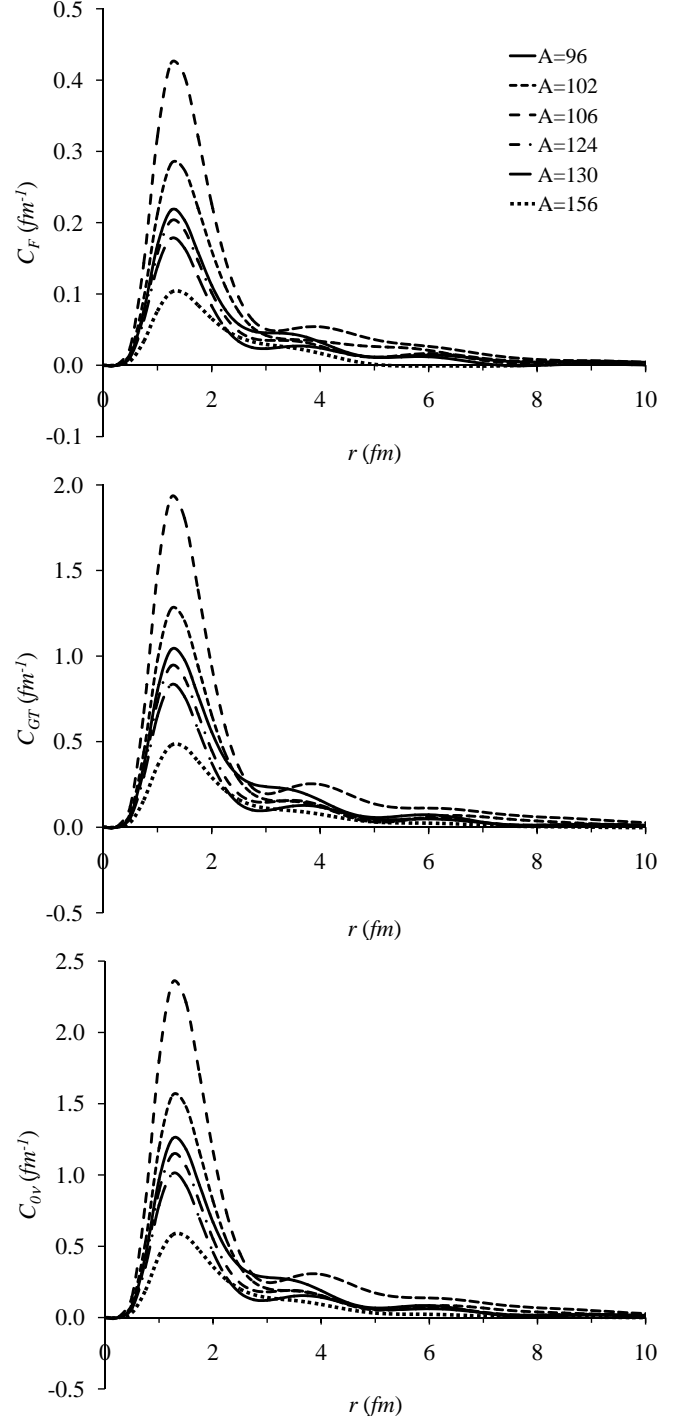 0.5
0.4
0.3
0.2
0.1
0.0
-0.1
C_F (fm^-1)
A=96
A=102
A=106
A=124
A=130
A=156
0 2 4 6 8 10
r (fm)
2.0
1.5
1.0
0.5
0.0
-0.5
C_GT (fm^-1)
0 2 4 6 8 10
r (fm)
2.5
2.0
1.5
1.0
0.5
0.0
-0.5
C_0ν (fm^-1)
0 2 4 6 8 10
r (fm)